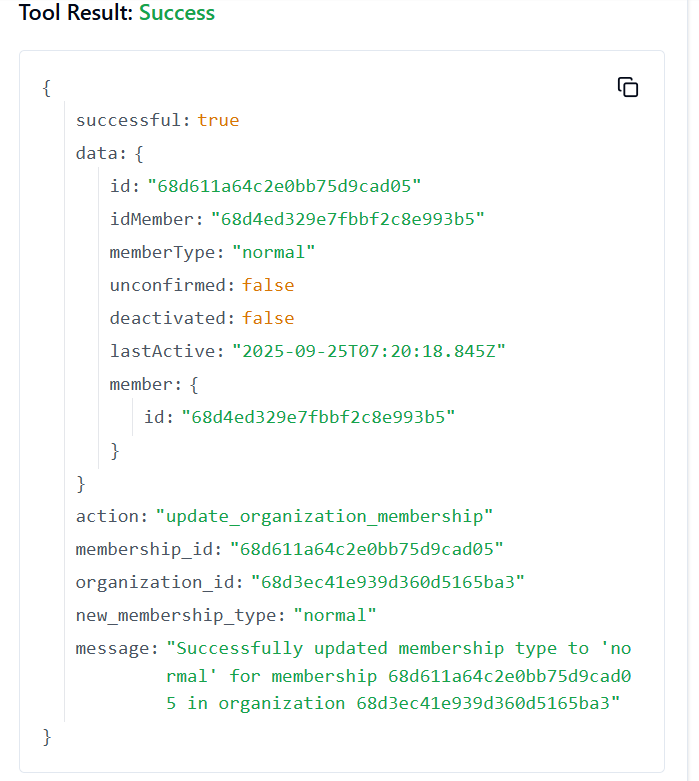 Tool Result: Success
{
successful: true
data: {
id: "68d611a64c2e0bb75d9cad05"
idMember: "68d4ed329e7fbbf2c8e993b5"
memberType: "normal"
unconfirmed: false
deactivated: false
lastActive: "2025-09-25T07:20:18.845Z"
member: {
id: "68d4ed329e7fbbf2c8e993b5"
}
}
action: "update_organization_membership"
membership_id: "68d611a64c2e0bb75d9cad05"
organization_id: "68d3ec41e939d360d5165ba3"
new_membership_type: "normal"
message: "Successfully updated membership type to 'no
rmal' for membership 68d611a64c2e0bb75d9cad0
5 in organization 68d3ec41e939d360d5165ba3"
}